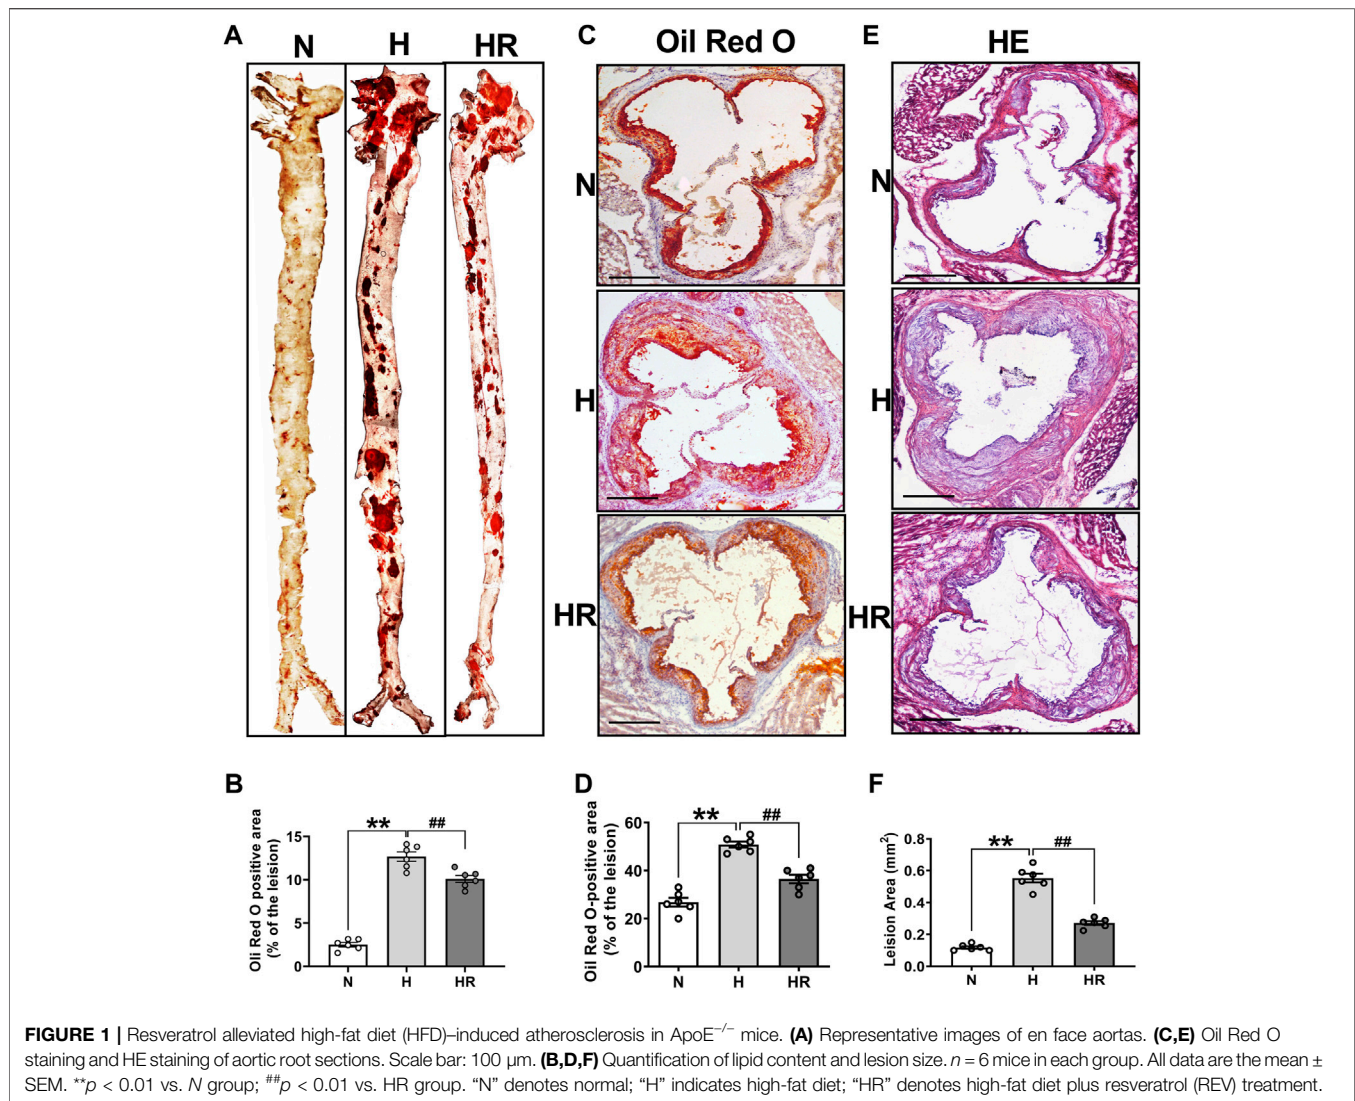 A
N
H
HR
C
Oil Red O
N
H
HR
E
HE
N
H
HR
B
Oli Red O positive area
(% of the leision)
15
10
5
0
**
##
N
H
HR
D
Oil Red O-positive area
(% of the leision)
60
40
20
0
**
##
N
H
HR
F
Leision Area (mm²)
0.8
0.6
0.4
0.2
0.0
**
##
N
H
HR
FIGURE 1 | Resveratrol alleviated high-fat diet (HFD)–induced atherosclerosis in ApoE⁻/⁻ mice. (A) Representative images of en face aortas. (C,E) Oil Red O
staining and HE staining of aortic root sections. Scale bar: 100 μm. (B,D,F) Quantification of lipid content and lesion size. n = 6 mice in each group. All data are the mean ±
SEM. **p < 0.01 vs. N group; ##p < 0.01 vs. HR group. “N” denotes normal; “H” indicates high-fat diet; “HR” denotes high-fat diet plus resveratrol (REV) treatment.